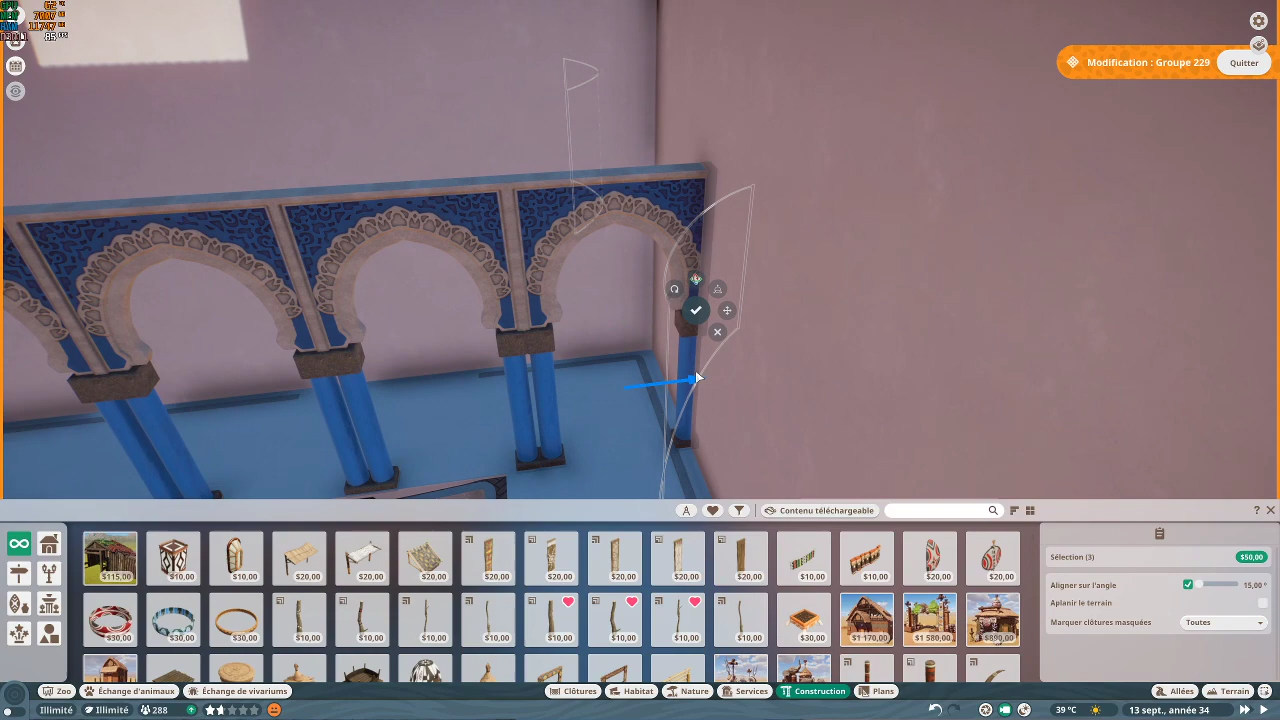 GPU 62 °C
85 FPS
Modification : Groupe 229
Quitter
A
Contenu téléchargeable
?
$115,00
$10,00
$10,00
$20,00
$20,00
$20,00
$20,00
$20,00
$20,00
$20,00
$20,00
$10,00
$10,00
$20,00
$20,00
$30,00
$30,00
$30,00
$10,00
$10,00
$10,00
$10,00
$10,00
$10,00
$10,00
$10,00
$30,00
$1 170,00
$1 580,00
$890,00
Sélection (3)
$50,00
Aligner sur l'angle
15,00°
Aplanir le terrain
Marquer clôtures masquées
Toutes
Zoo
Échange d'animaux
Échange de vivariums
Clôtures
Habitat
Nature
Services
Construction
Plans
Allées
Terrain
Illimité
Illimité
288
39 °C
13 sept., année 34